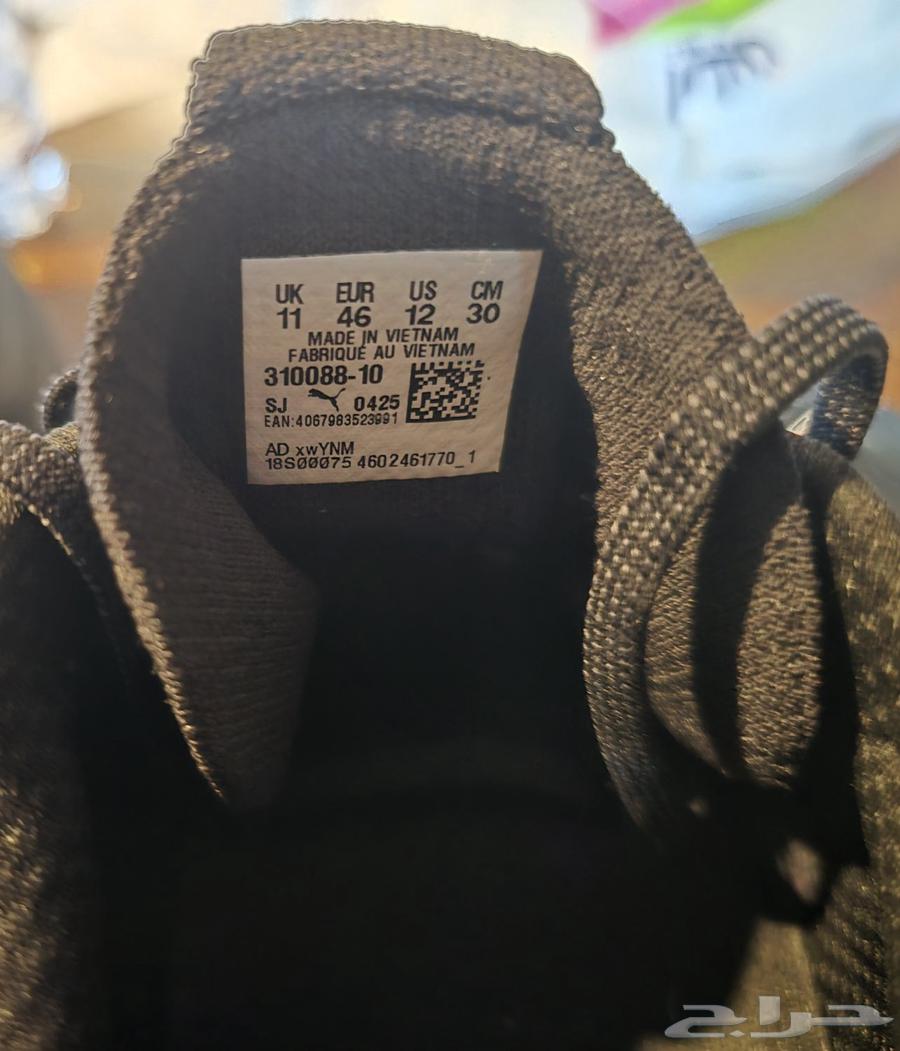 UK EUR US CM
11 46 12 30
MADE IN VIETNAM
FABRIQUÉ AU VIETNAM
310088-10
SJ 0425
EAN:4067983523991
AD xwYNM
18S00075 4602461770_1
حراج